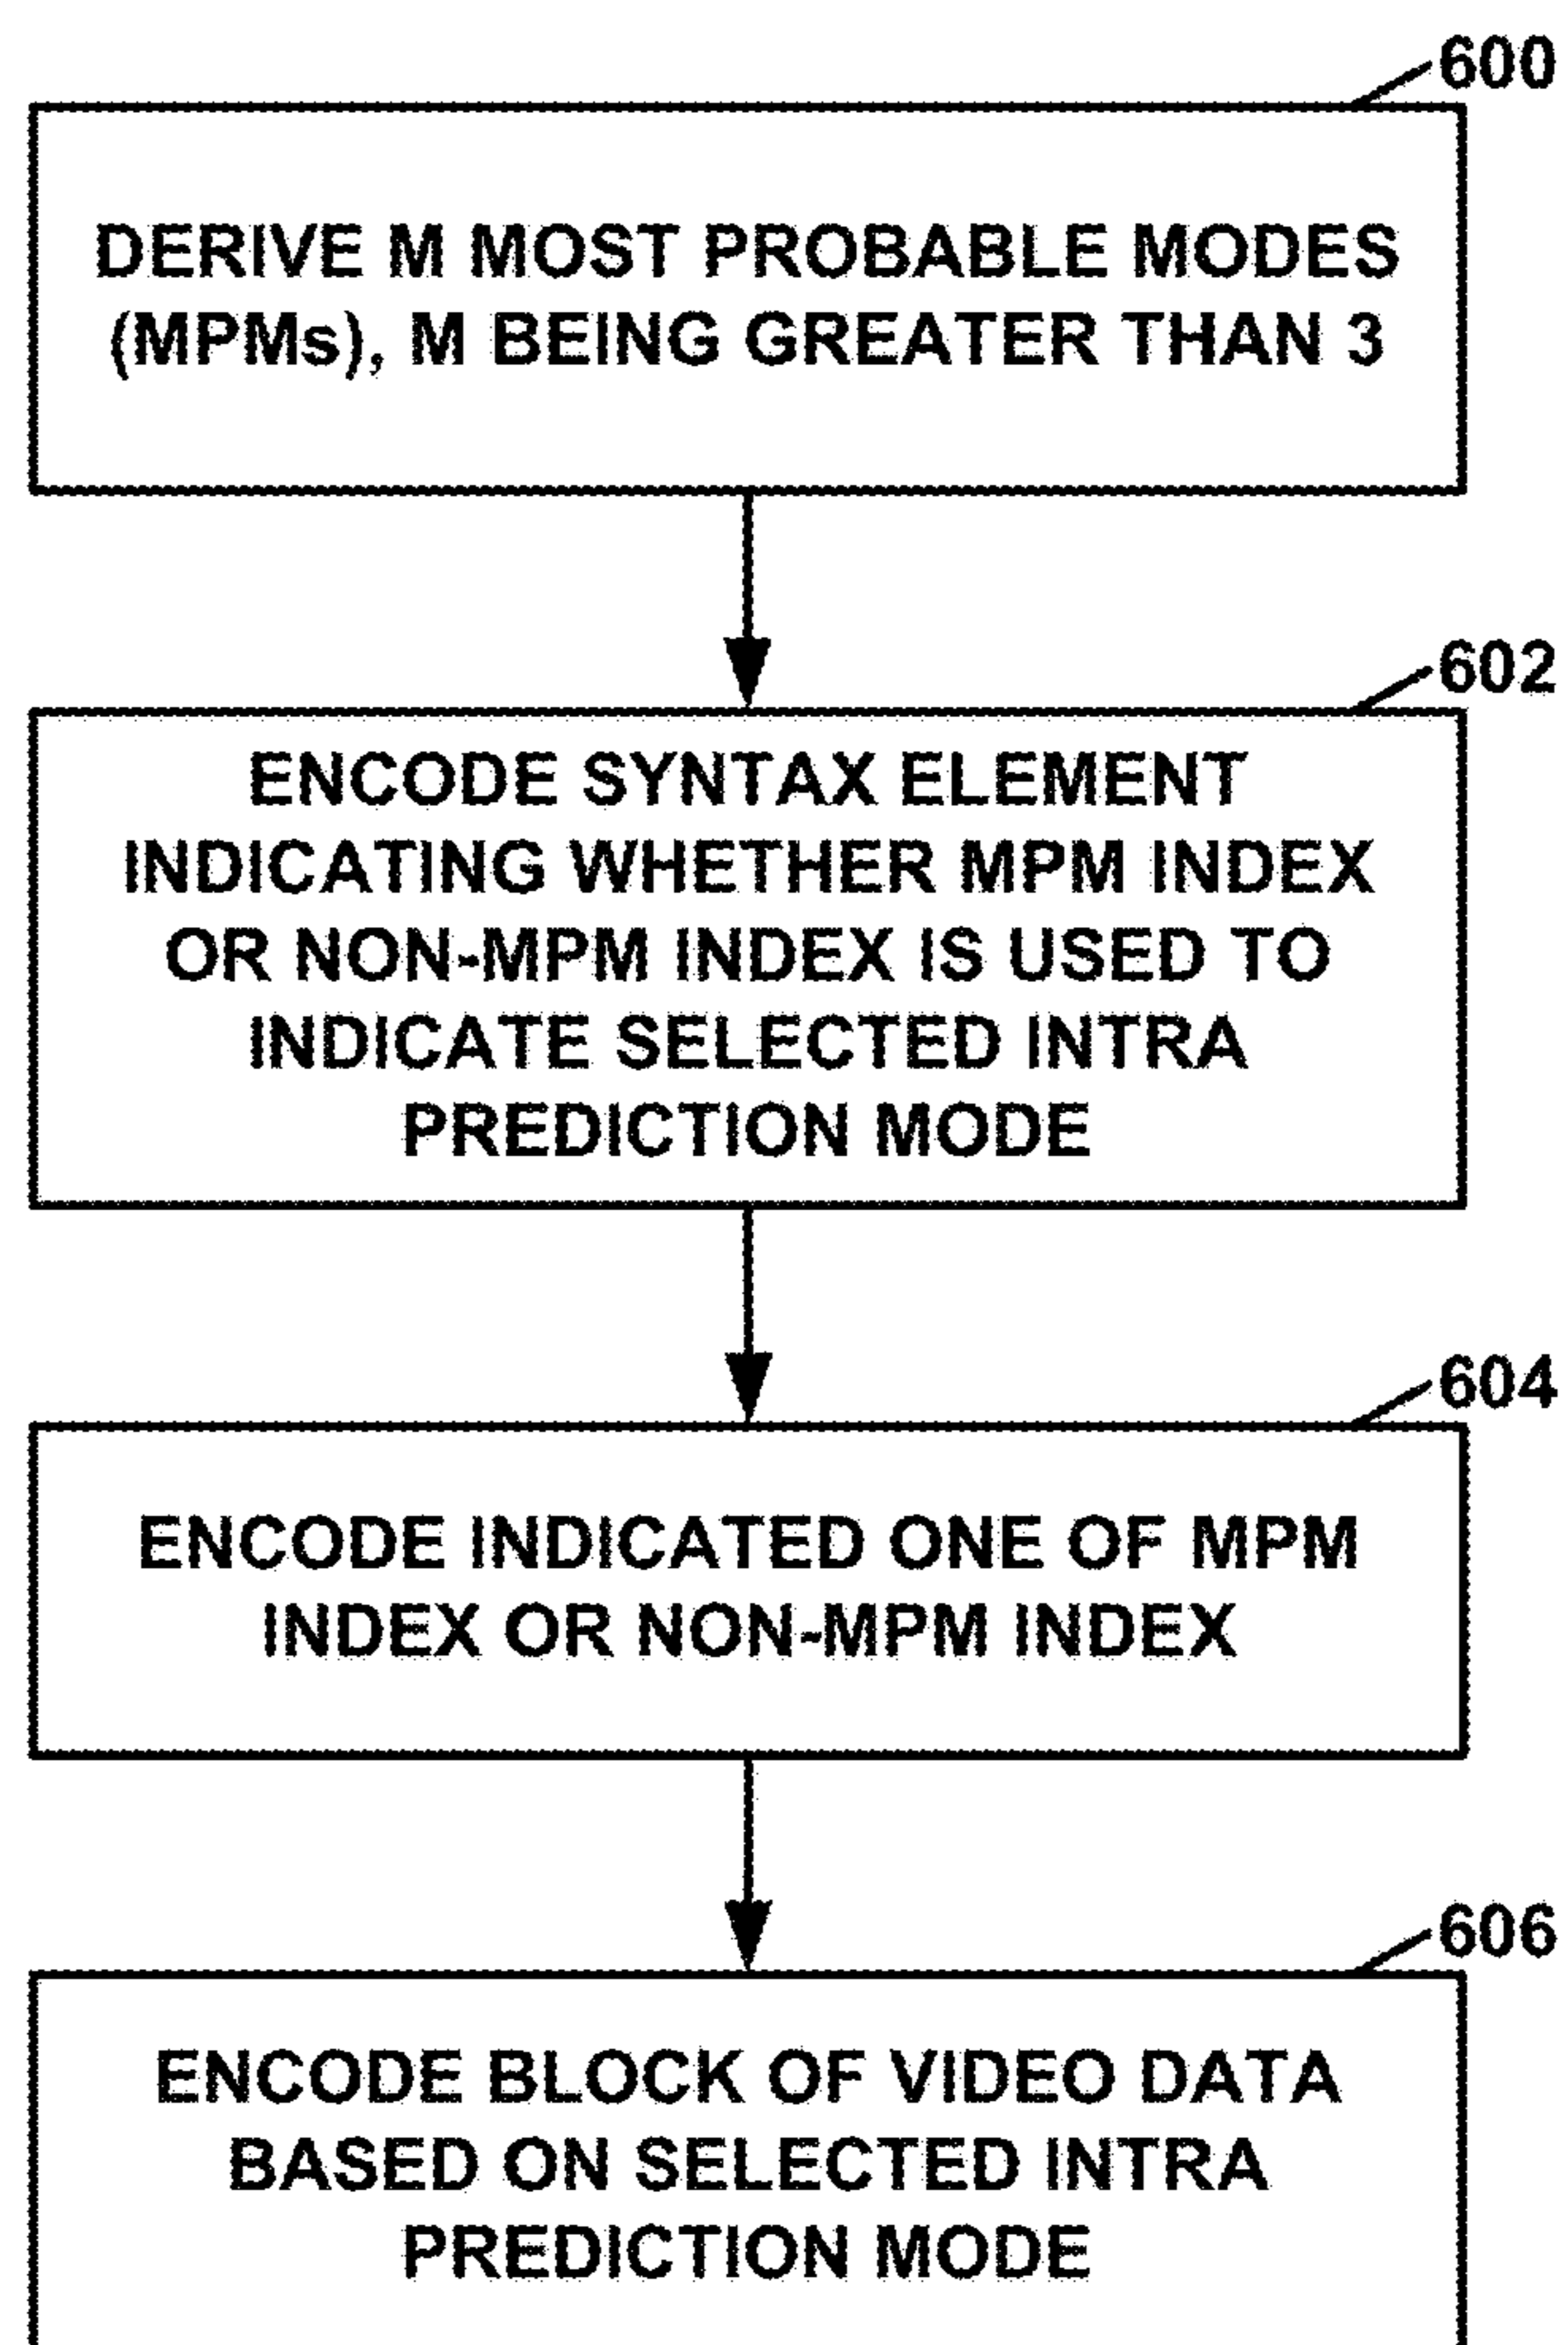 600
DERIVE M MOST PROBABLE MODES
(MPMs), M BEING GREATER THAN 3
602
ENCODE SYNTAX ELEMENT
INDICATING WHETHER MPM INDEX
OR NON-MPM INDEX IS USED TO
INDICATE SELECTED INTRA
PREDICTION MODE
604
ENCODE INDICATED ONE OF MPM
INDEX OR NON-MPM INDEX
606
ENCODE BLOCK OF VIDEO DATA
BASED ON SELECTED INTRA
PREDICTION MODE